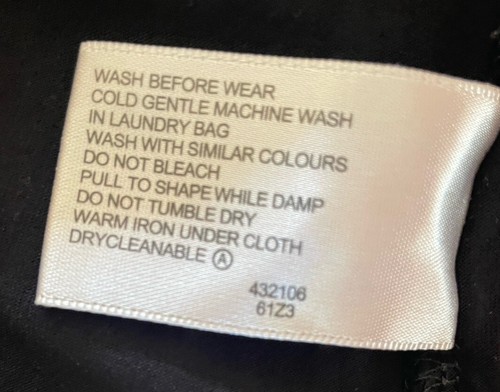 WASH BEFORE WEAR
COLD GENTLE MACHINE WASH
IN LAUNDRY BAG
WASH WITH SIMILAR COLOURS
DO NOT BLEACH
PULL TO SHAPE WHILE DAMP
DO NOT TUMBLE DRY
WARM IRON UNDER CLOTH
DRYCLEANABLE Ⓐ
432106
61Z3